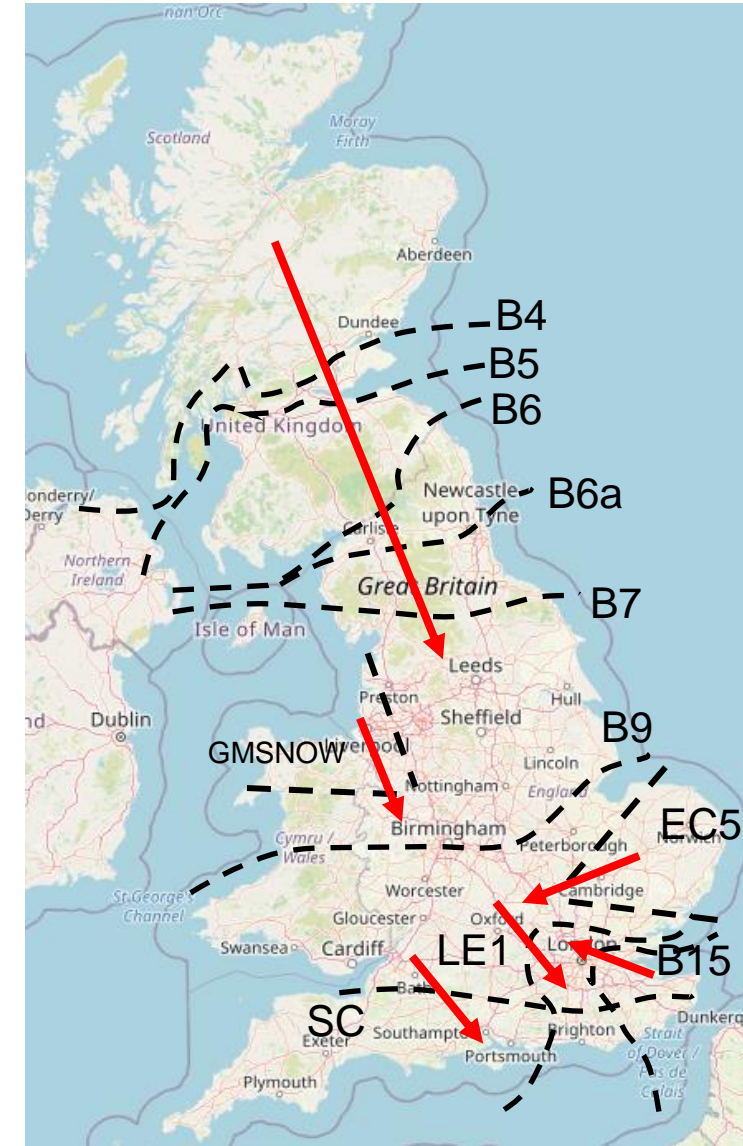 nan Orc
Moray
Firth
Scotland
Aberdeen
Dundee
B4
B5
United Kingdom
B6
Newcastle
upon Tyne
B6a
onderry/
Derry
Carlisle
Northern
Ireland
Great Britain
B7
Isle of Man
Leeds
Preston
Hull
nd
Dublin
Sheffield
B9
GMSNOW
Liverpool
Lincoln
Nottingham
England
EC5
Birmingham
Norwich
Cymru /
Wales
Peterborough
St George's
Channel
Worcester
Cambridge
Gloucester
Oxford
Swansea
Cardiff
LE1
London
B15
Bath
SC
Dunkerq
Exeter
Southampt
Brighton
Strait
of Dover /
Pas de
Calais
Portsmouth
Plymouth